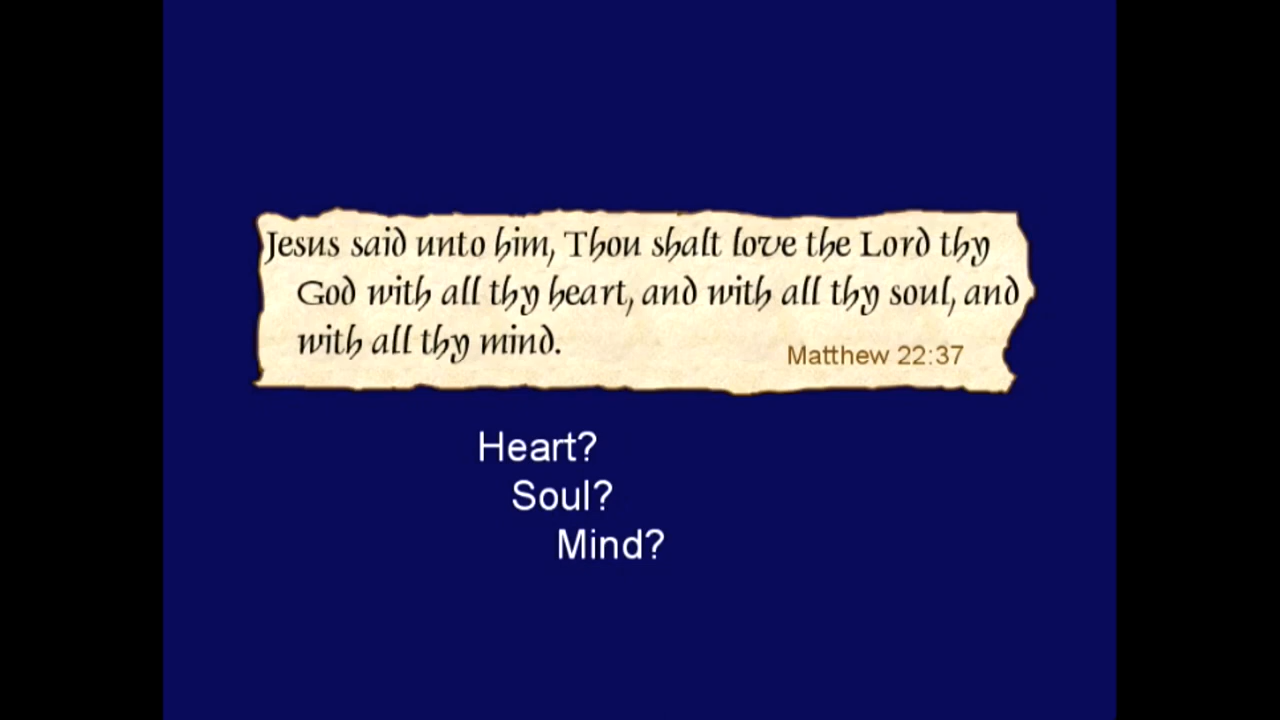 Jesus said unto him, Thou shalt love the Lord thy
God with all thy heart, and with all thy soul, and
with all thy mind.
Matthew 22:37
Heart?
Soul?
Mind?